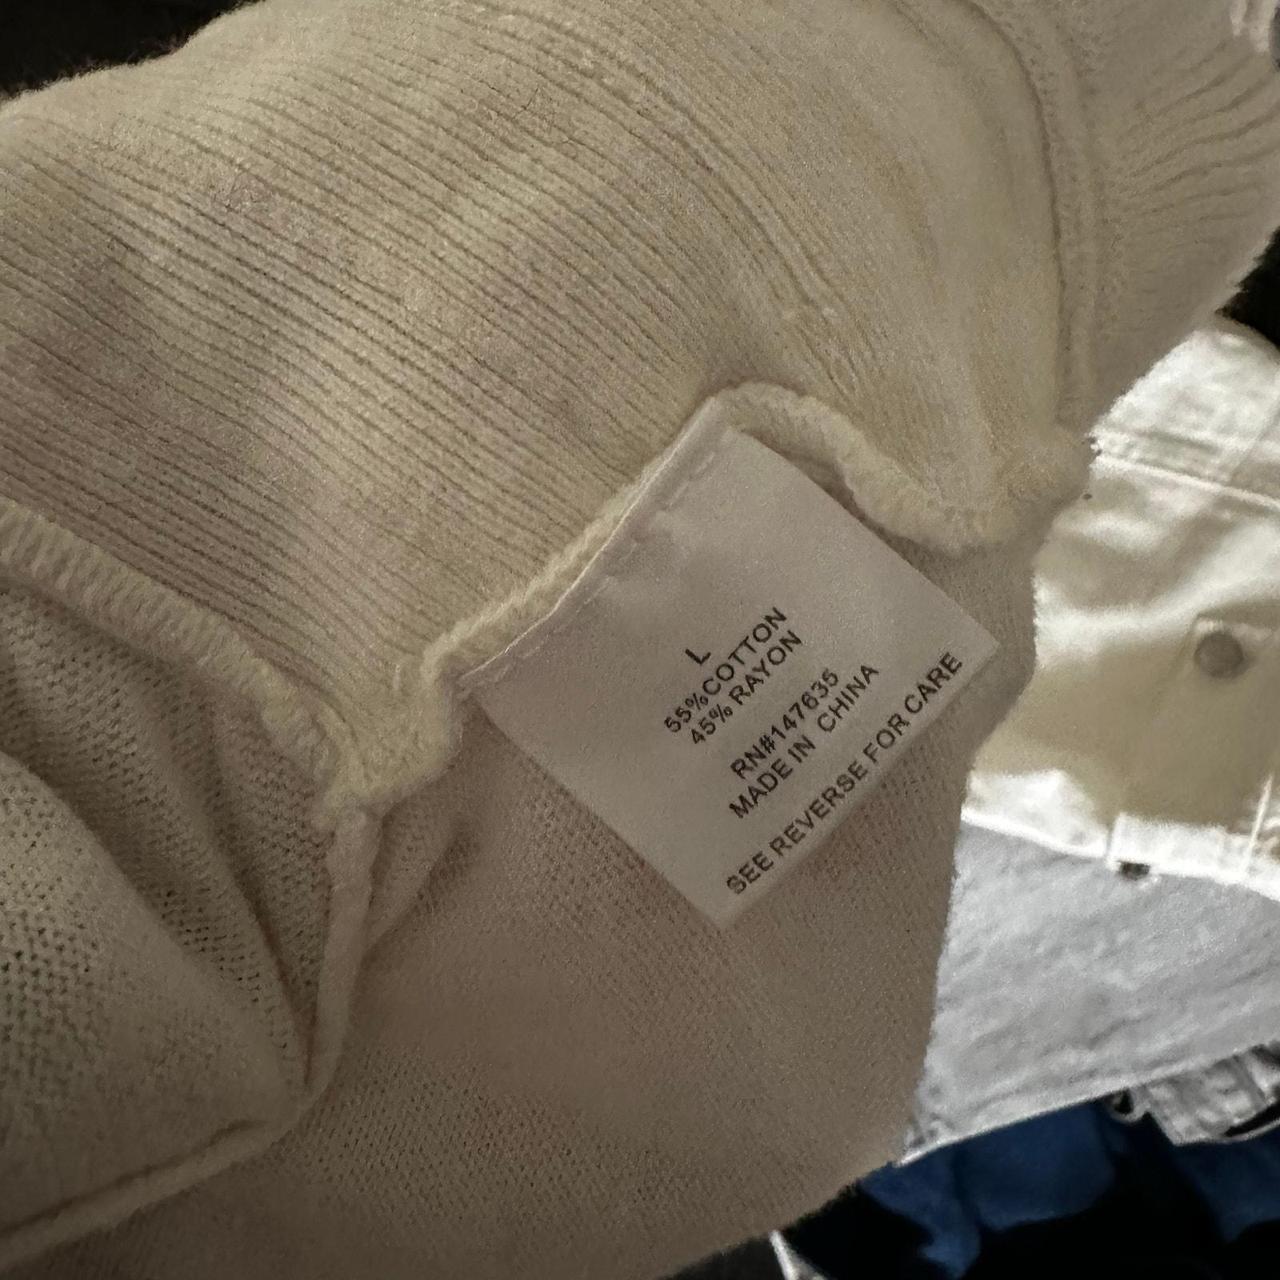 L
55%COTTON
45% RAYON
RN#147635
MADE IN CHINA
SEE REVERSE FOR CARE